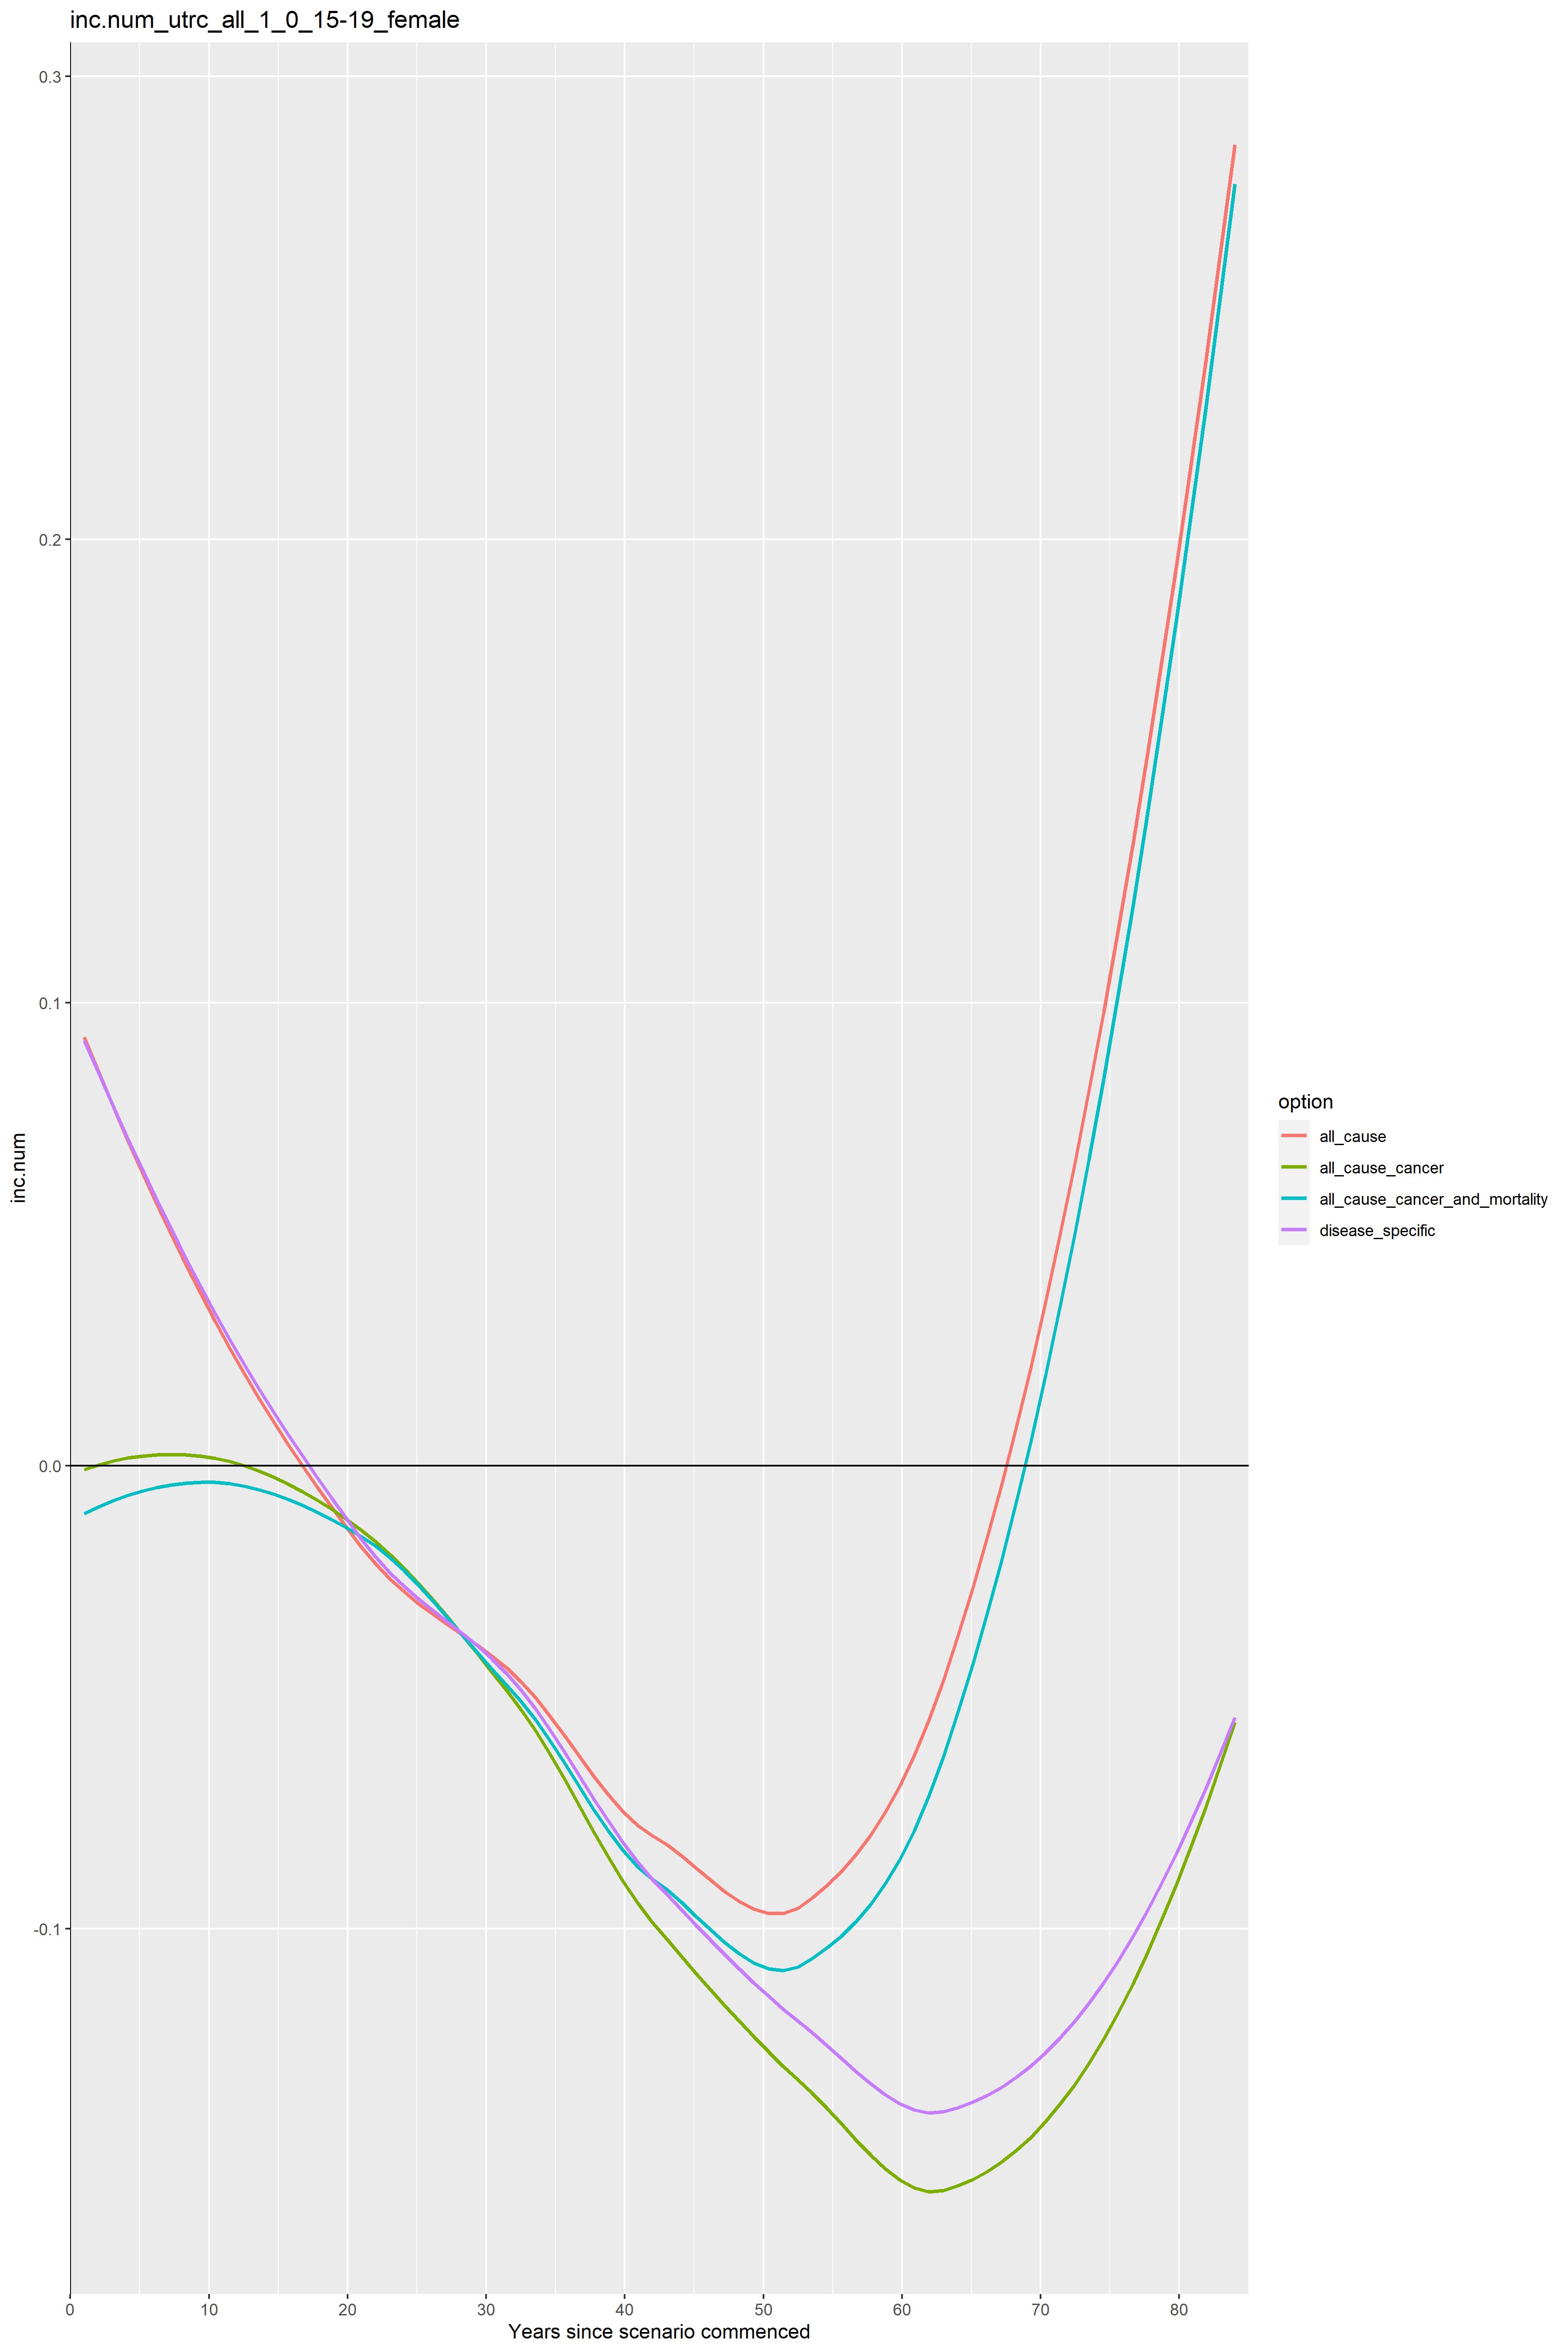 inc.num_utrc_all_1_0_15-19_female
0.3
0.2
0.1
0.0
-0.1
inc.num
0 10 20 30 40 50 60 70 80
Years since scenario commenced
option
all_cause
all_cause_cancer
all_cause_cancer_and_mortality
disease_specific